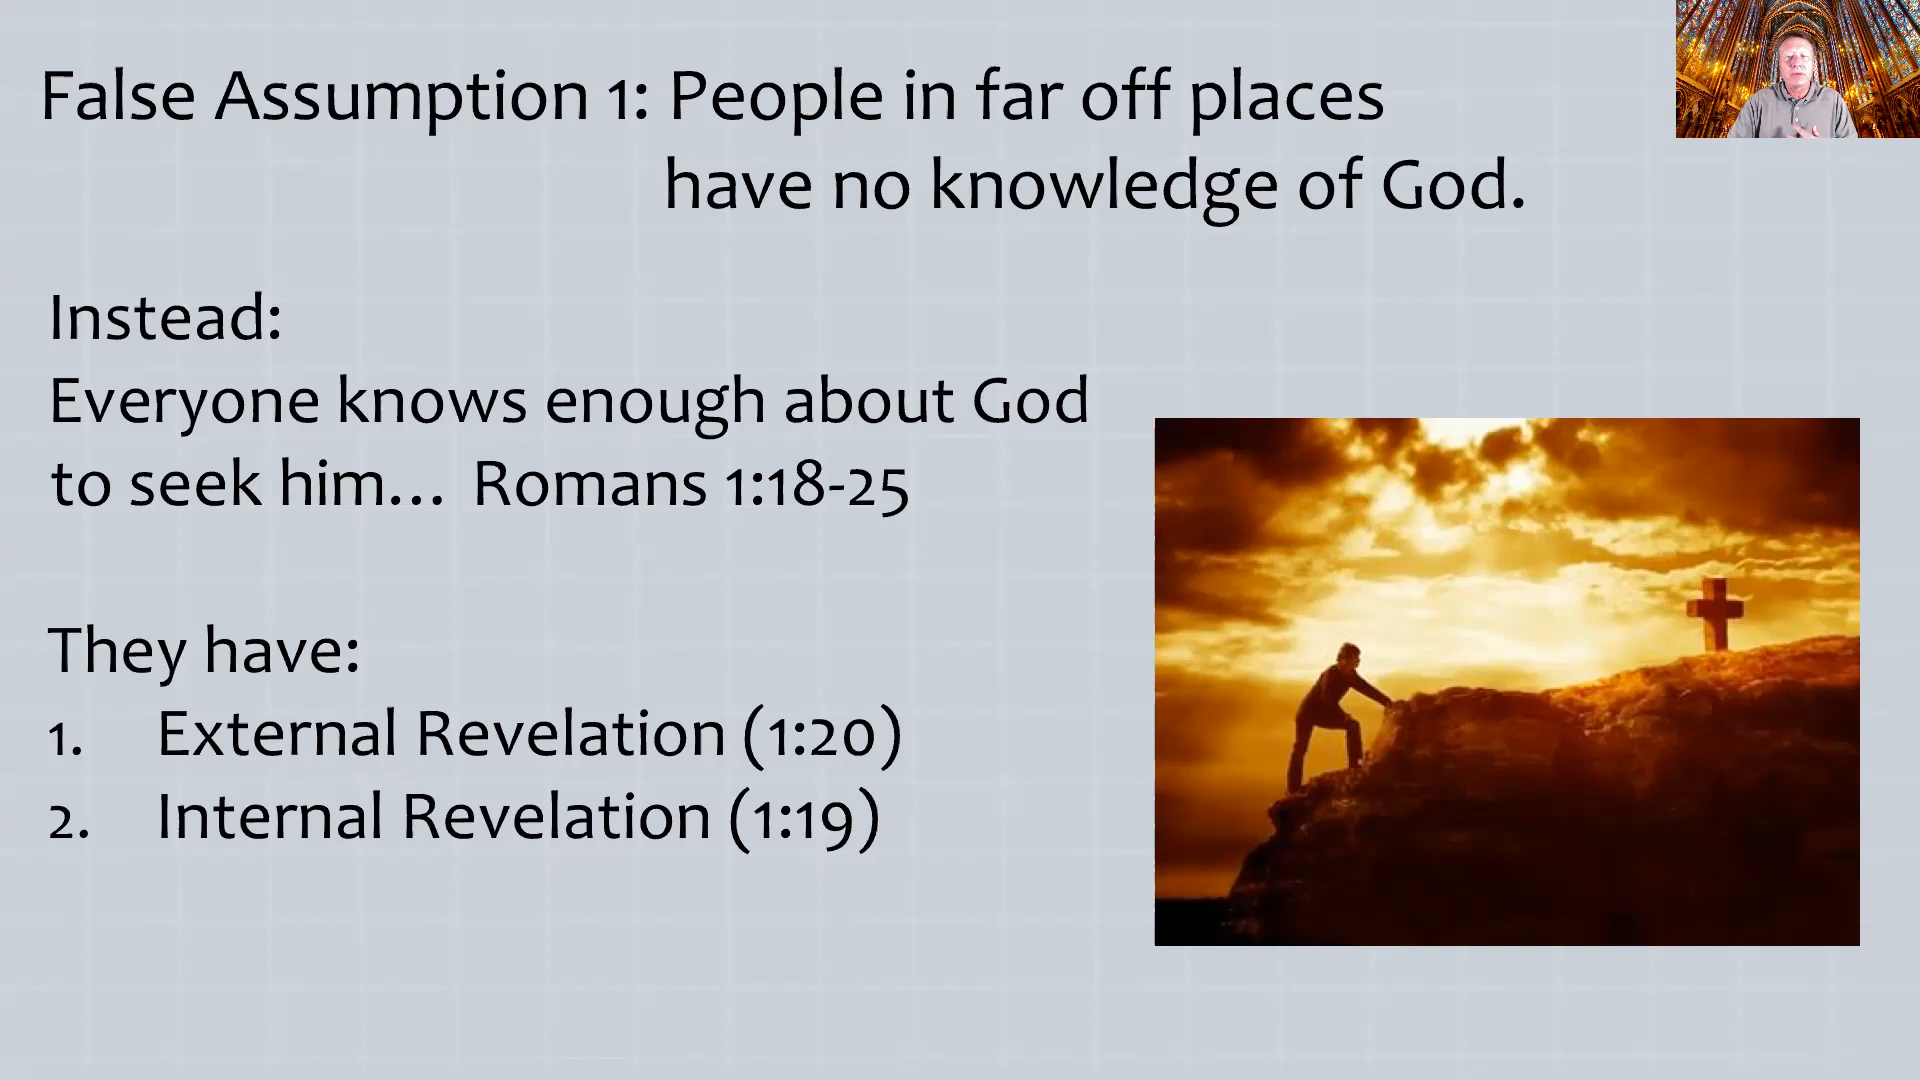 False Assumption 1: People in far off places
have no knowledge of God.
Instead:
Everyone knows enough about God
to seek him… Romans 1:18-25
They have:
1. External Revelation (1:20)
2. Internal Revelation (1:19)